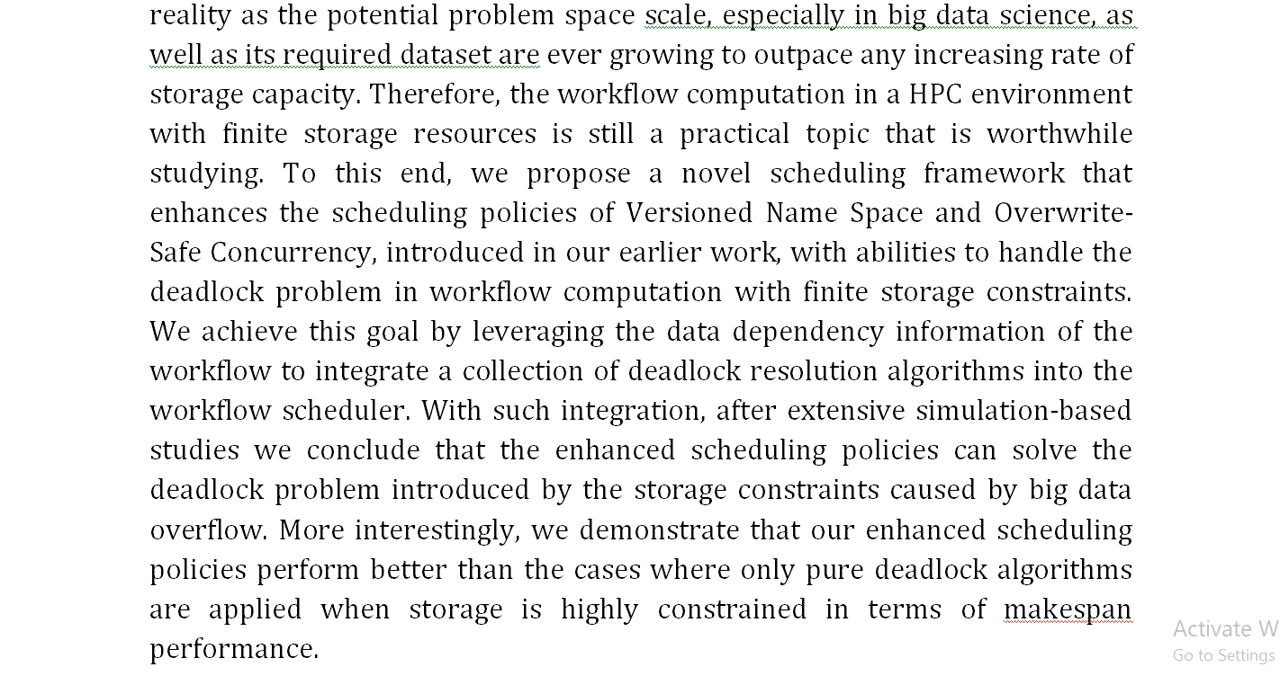 reality as the potential problem space scale, especially in big data science, as
well as its required dataset are ever growing to outpace any increasing rate of
storage capacity. Therefore, the workflow computation in a HPC environment
with finite storage resources is still a practical topic that is worthwhile
studying. To this end, we propose a novel scheduling framework that
enhances the scheduling policies of Versioned Name Space and Overwrite-
Safe Concurrency, introduced in our earlier work, with abilities to handle the
deadlock problem in workflow computation with finite storage constraints.
We achieve this goal by leveraging the data dependency information of the
workflow to integrate a collection of deadlock resolution algorithms into the
workflow scheduler. With such integration, after extensive simulation-based
studies we conclude that the enhanced scheduling policies can solve the
deadlock problem introduced by the storage constraints caused by big data
overflow. More interestingly, we demonstrate that our enhanced scheduling
policies perform better than the cases where only pure deadlock algorithms
are applied when storage is highly constrained in terms of makespan
performance.
Activate W
Go to Settings